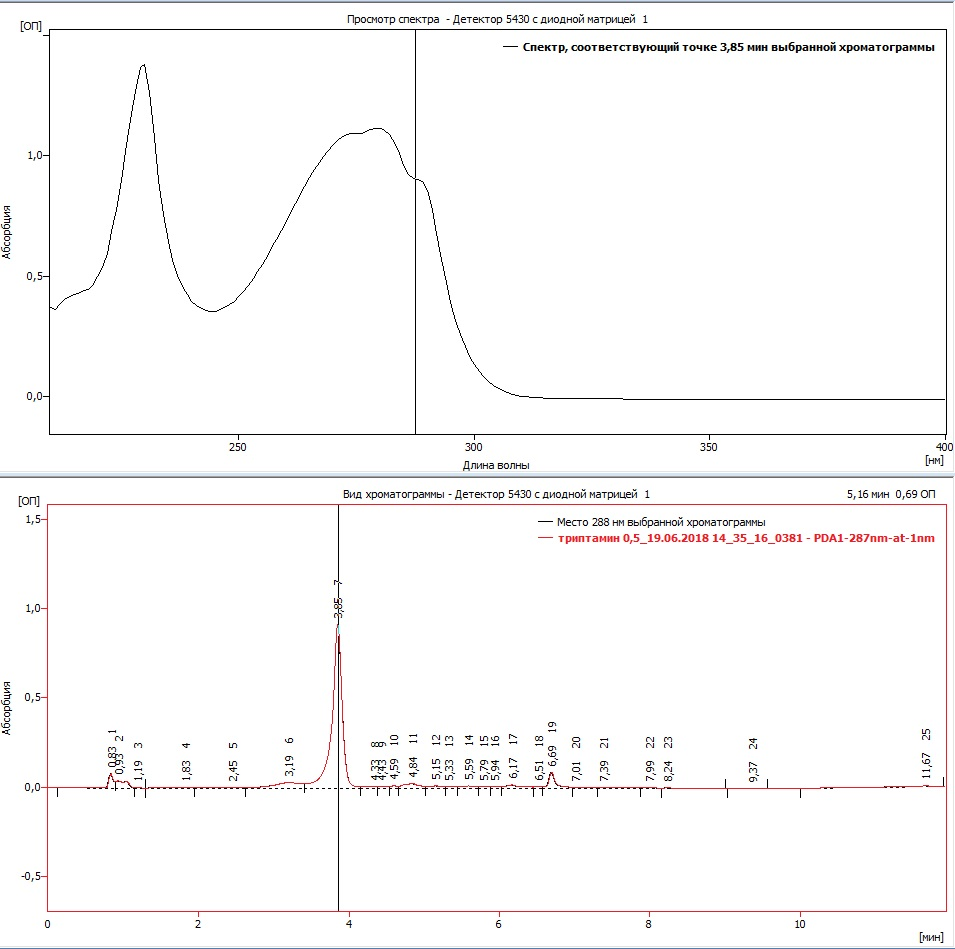 Просмотр спектра - Детектор 5430 с диодной матрицей 1
[ОП]
Спектр, соответствующий точке 3,85 мин выбранной хроматограммы
1,0
0,5
0,0
Абсорбция
250 300 350 400
Длина волны
[нм]
Вид хроматограммы - Детектор 5430 с диодной матрицей 1
5,16 мин 0,69 ОП
[ОП]
Место 288 нм выбранной хроматограммы
триптамин 0,5_19.06.2018 14_35_16_0381 - PDA1-287nm-at-1nm
1,5
1,0
0,5
0,0
-0,5
Абсорбция
0,83 1
0,93 2
1,19 3
1,83 4
2,45 5
3,19 6
3,85 7
4,33 8
4,43 9
4,59 10
4,84 11
5,15 12
5,33 13
5,59 14
5,79 15
5,94 16
6,17 17
6,51 18
6,69 19
7,01 20
7,39 21
7,99 22
8,24 23
9,37 24
11,67 25
0 2 4 6 8 10
[мин]